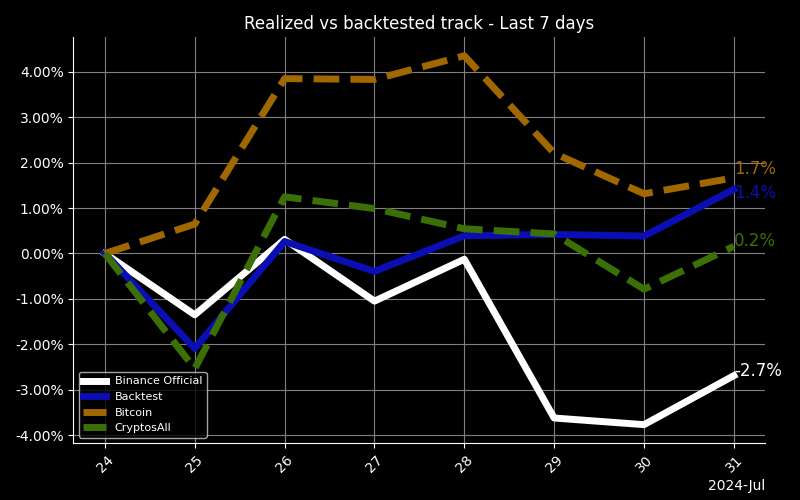 Realized vs backtested track - Last 7 days
4.00%
3.00%
2.00%
1.00%
0.00%
-1.00%
-2.00%
-3.00%
-4.00%
1.7%
1.4%
0.2%
-2.7%
Binance Official
Backtest
Bitcoin
CryptosAll
24 25 26 27 28 29 30 31
2024-Jul